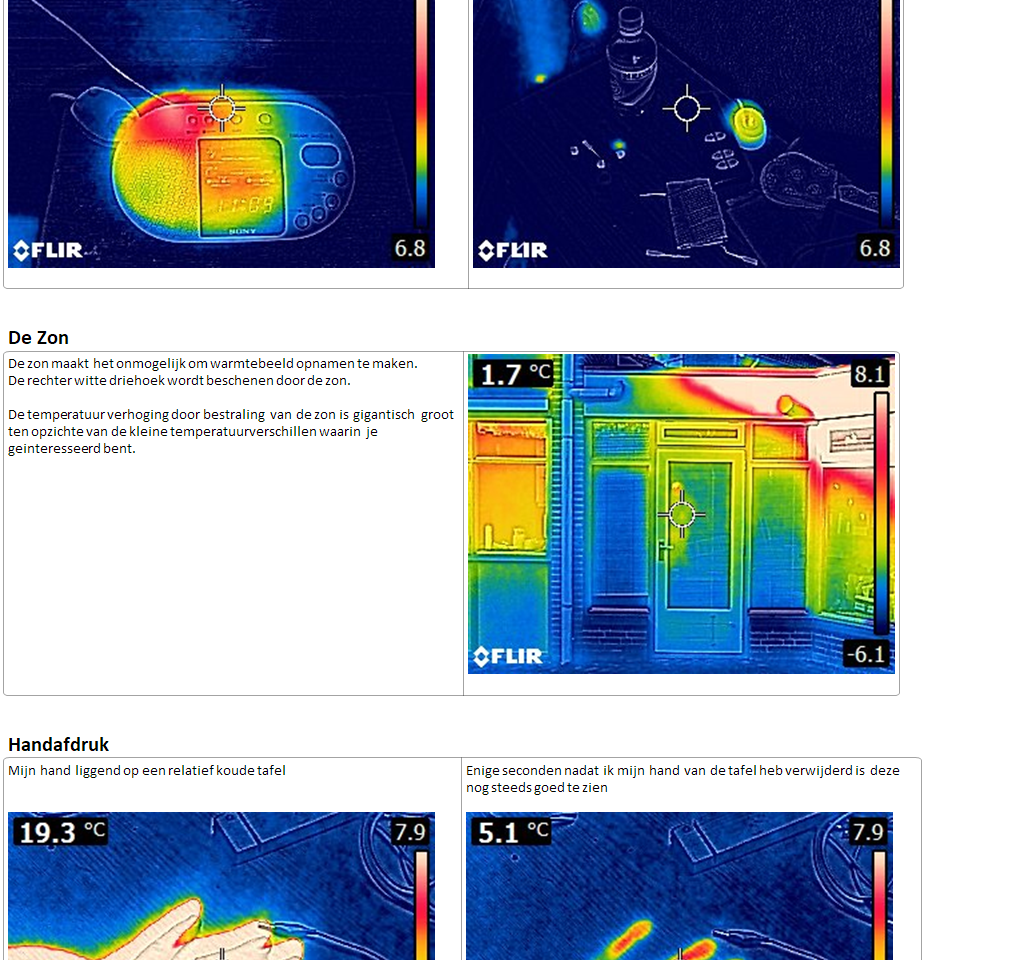 11:09
SONY
FLIR
6.8
FLIR
6.8
De Zon
De zon maakt het onmogelijk om warmtebeeld opnamen te maken.
De rechter witte driehoek wordt beschenen door de zon.
De temperatuur verhoging door bestraling van de zon is gigantisch groot
ten opzichte van de kleine temperatuurverschillen waarin je
geinteresseerd bent.
1.7 °C
8.1
FLIR
-6.1
Handafdruk
Mijn hand liggend op een relatief koude tafel
Enige seconden nadat ik mijn hand van de tafel heb verwijderd is deze
nog steeds goed te zien
19.3 °C
7.9
5.1 °C
7.9